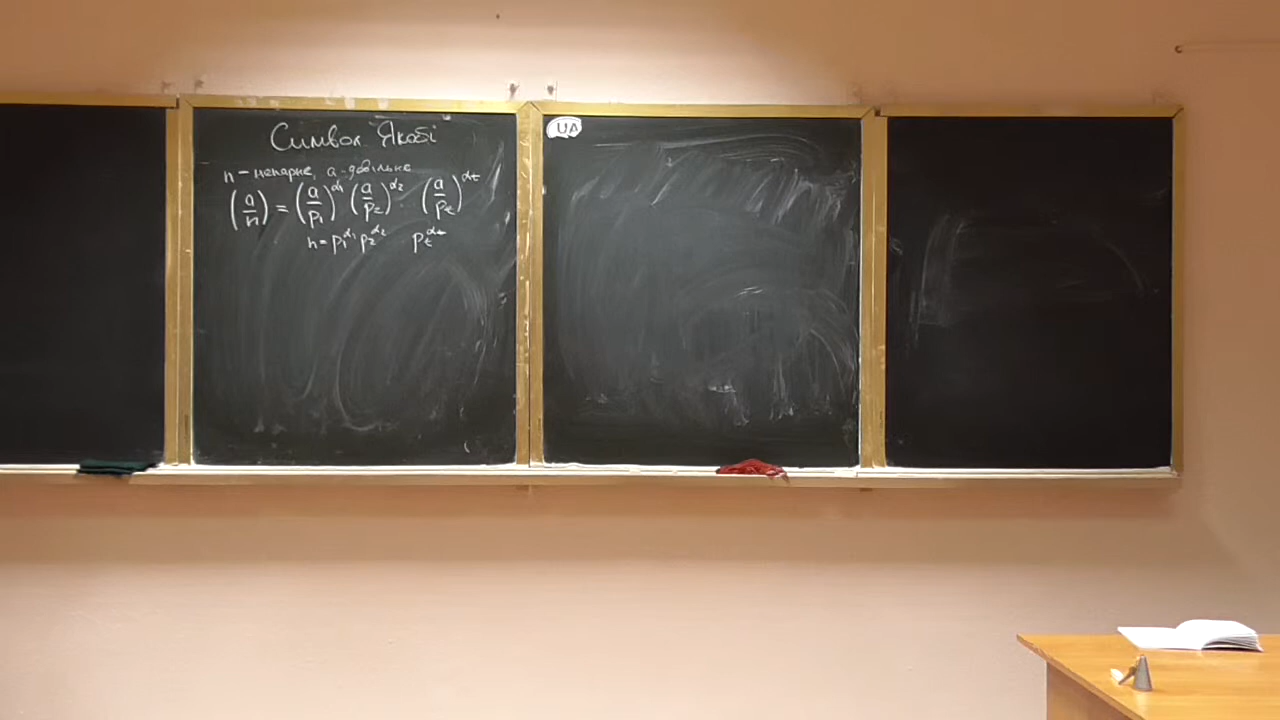 Символ Якобі
n – непарне, a – довільне
(a/n) = (a/p₁)^α₁ (a/p₂)^α₂ · (a/pₜ)^αₜ
n = p₁^α₁ p₂^α₂ pₜ^αₜ
UA